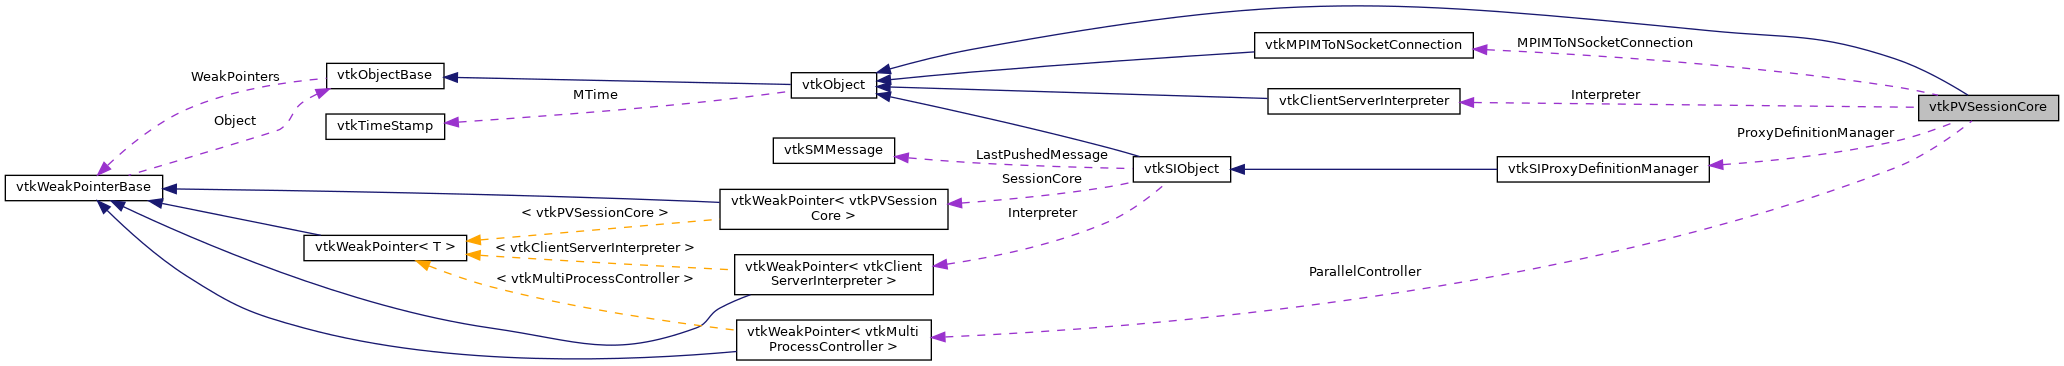 vtkMPIMToNSocketConnection
MPIMToNSocketConnection
WeakPointers
vtkObjectBase
vtkObject
MTime
vtkClientServerInterpreter
Interpreter
vtkPVSessionCore
Object
vtkTimeStamp
ProxyDefinitionManager
vtkSMMessage
LastPushedMessage
vtkSIObject
vtkSIProxyDefinitionManager
SessionCore
vtkWeakPointerBase
vtkWeakPointer< vtkPVSession
Core >
Interpreter
< vtkPVSessionCore >
vtkWeakPointer< T >
< vtkClientServerInterpreter >
vtkWeakPointer< vtkClient
ServerInterpreter >
< vtkMultiProcessController >
ParallelController
vtkWeakPointer< vtkMulti
ProcessController >